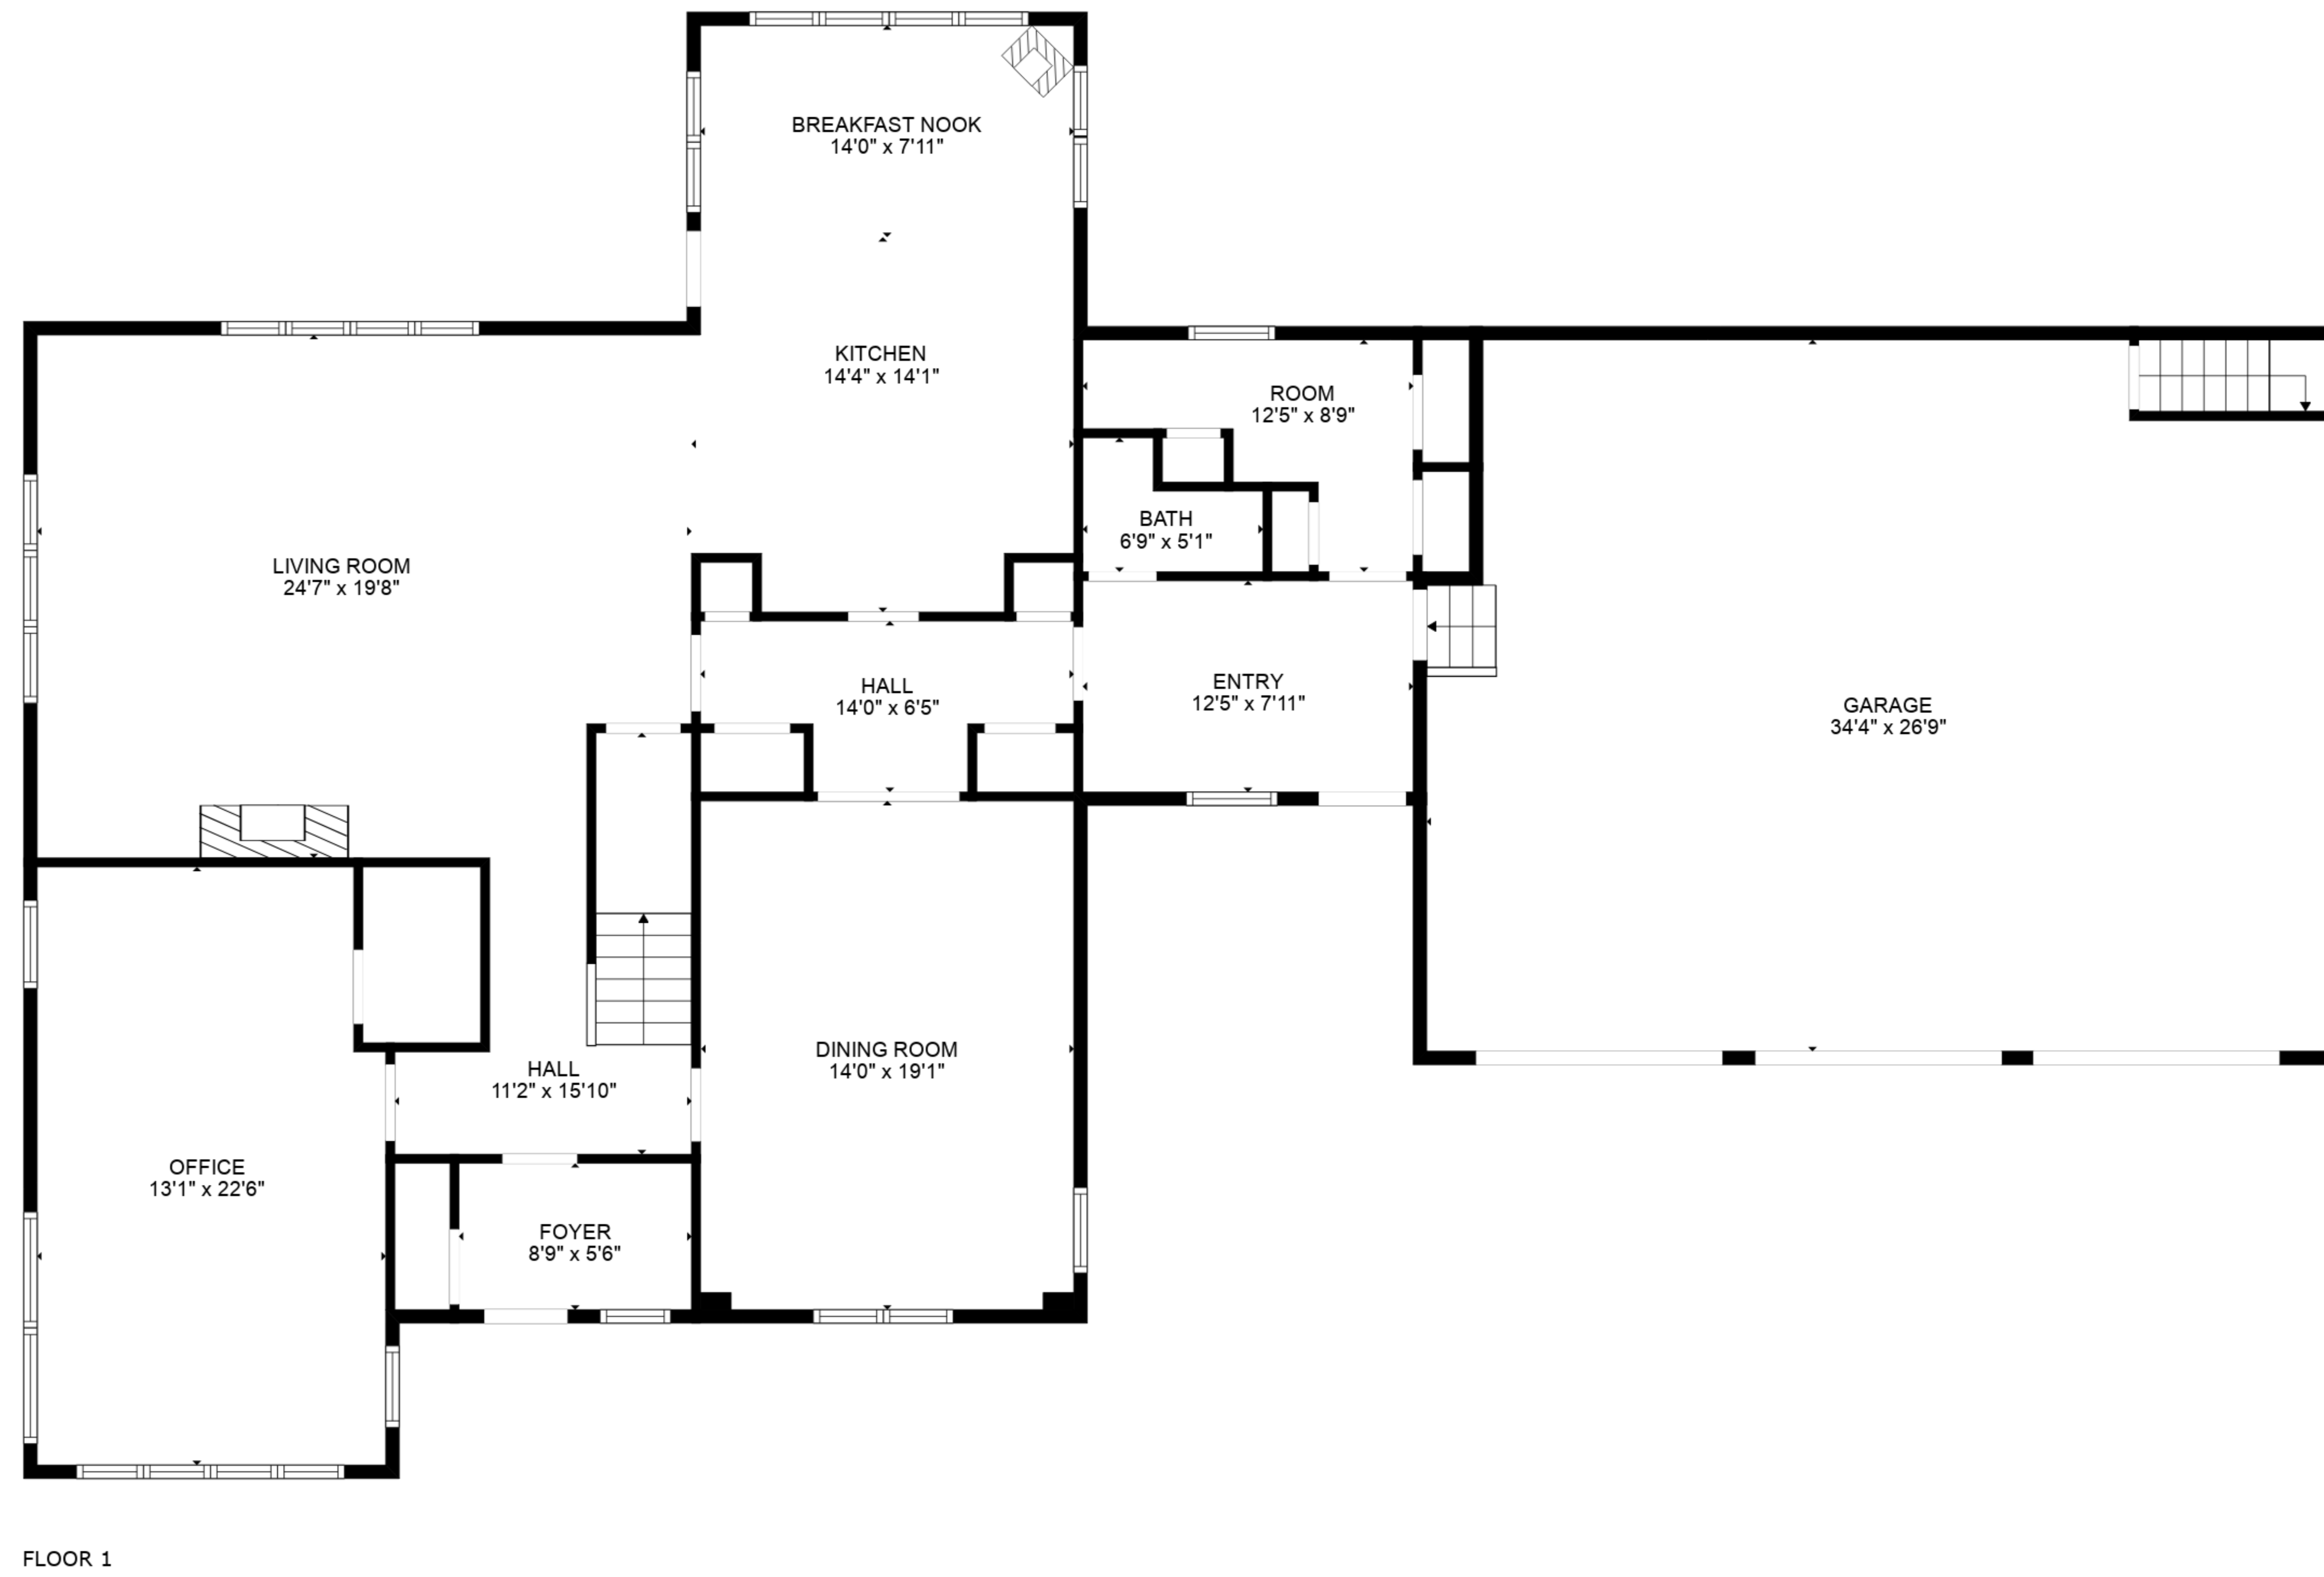 BREAKFAST NOOK
14'0" x 7'11"
KITCHEN
14'4" x 14'1"
ROOM
12'5" x 8'9"
BATH
6'9" x 5'1"
LIVING ROOM
24'7" x 19'8"
HALL
14'0" x 6'5"
ENTRY
12'5" x 7'11"
GARAGE
34'4" x 26'9"
DINING ROOM
14'0" x 19'1"
HALL
11'2" x 15'10"
OFFICE
13'1" x 22'6"
FOYER
8'9" x 5'6"
FLOOR 1